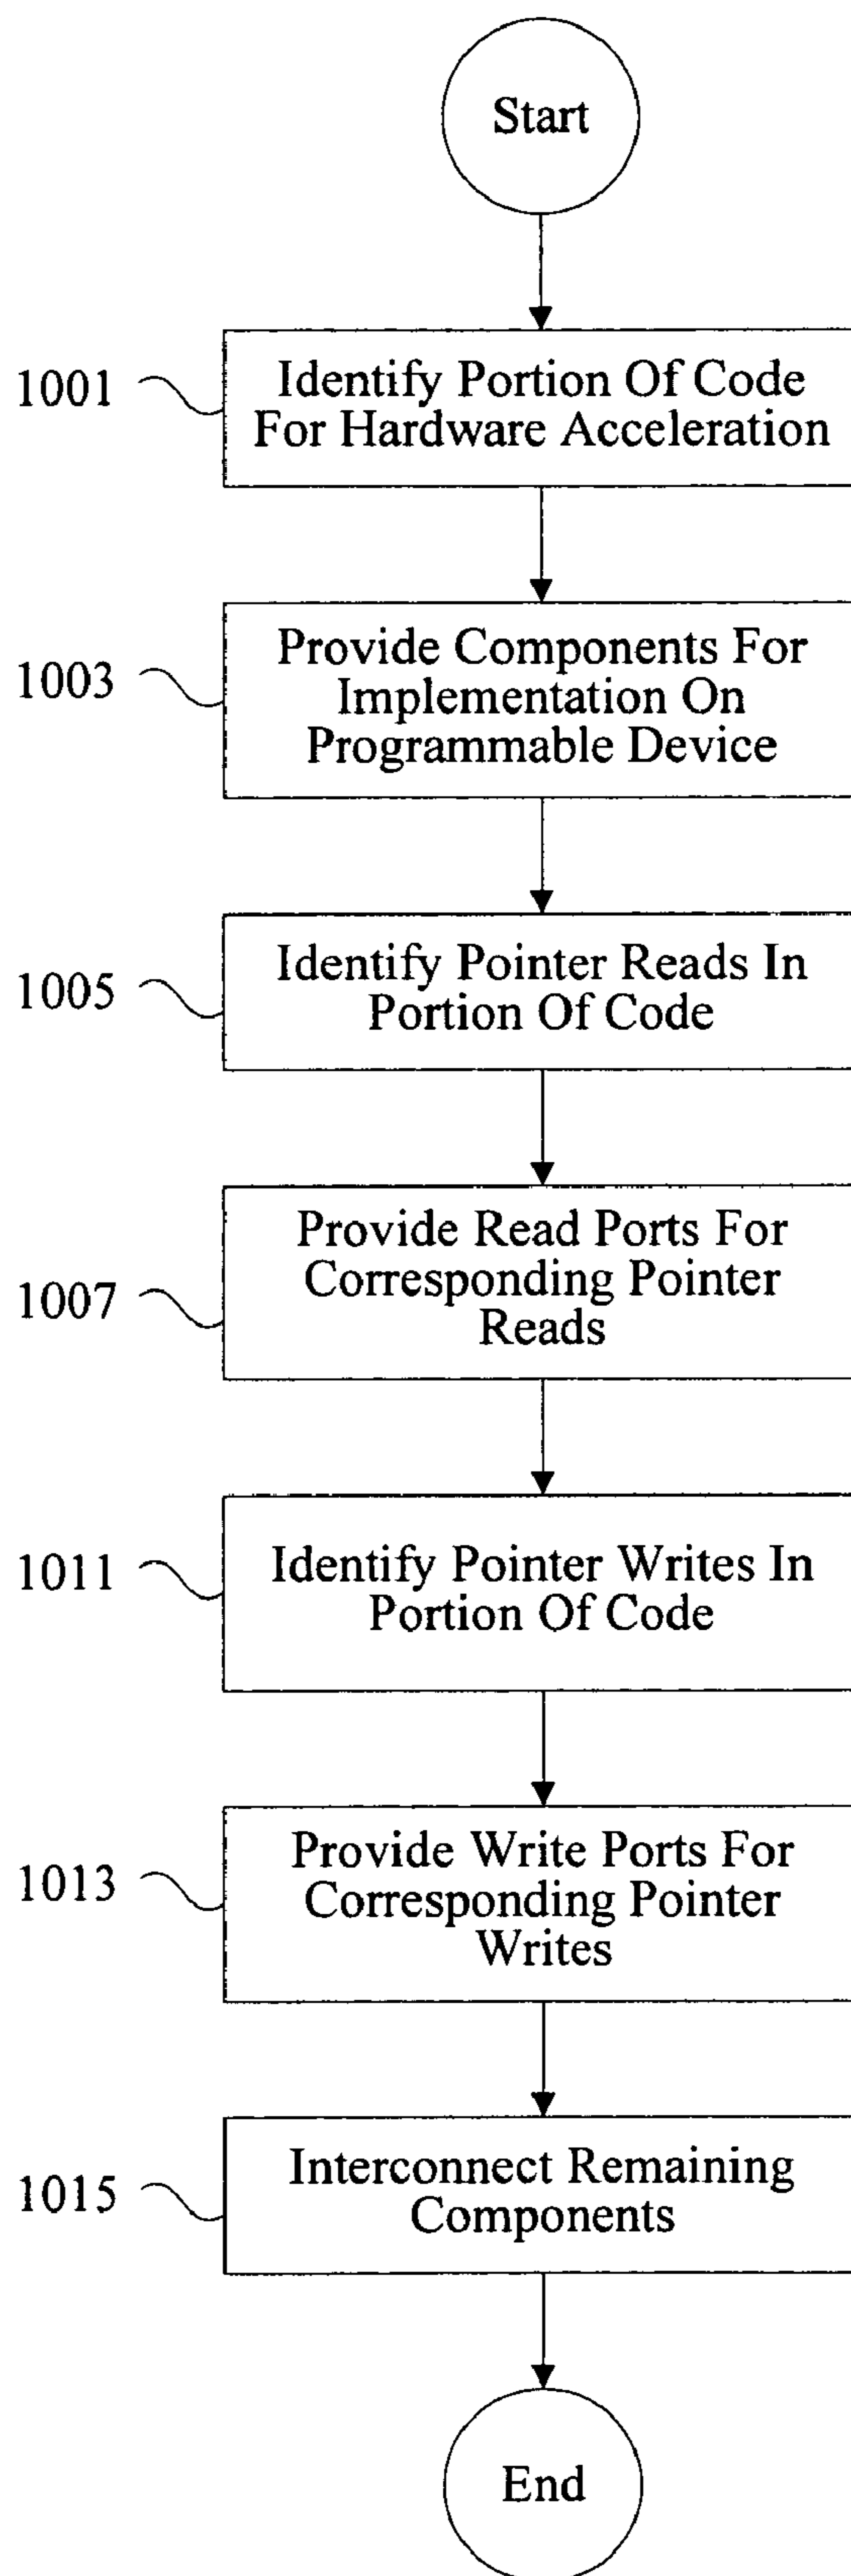 Start
1001
Identify Portion Of Code
For Hardware Acceleration
1003
Provide Components For
Implementation On
Programmable Device
1005
Identify Pointer Reads In
Portion Of Code
1007
Provide Read Ports For
Corresponding Pointer
Reads
1011
Identify Pointer Writes In
Portion Of Code
1013
Provide Write Ports For
Corresponding Pointer
Writes
1015
Interconnect Remaining
Components
End